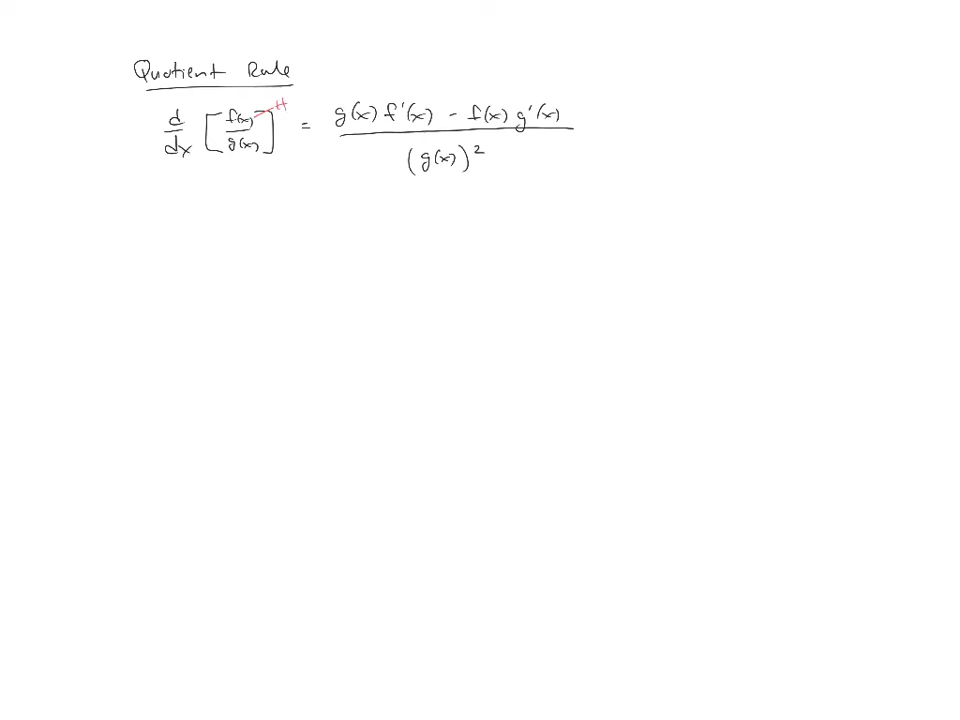 Quotient Rule
d/dx [f(x)/g(x)] = (g(x) f'(x) - f(x) g'(x))/(g(x))²
H